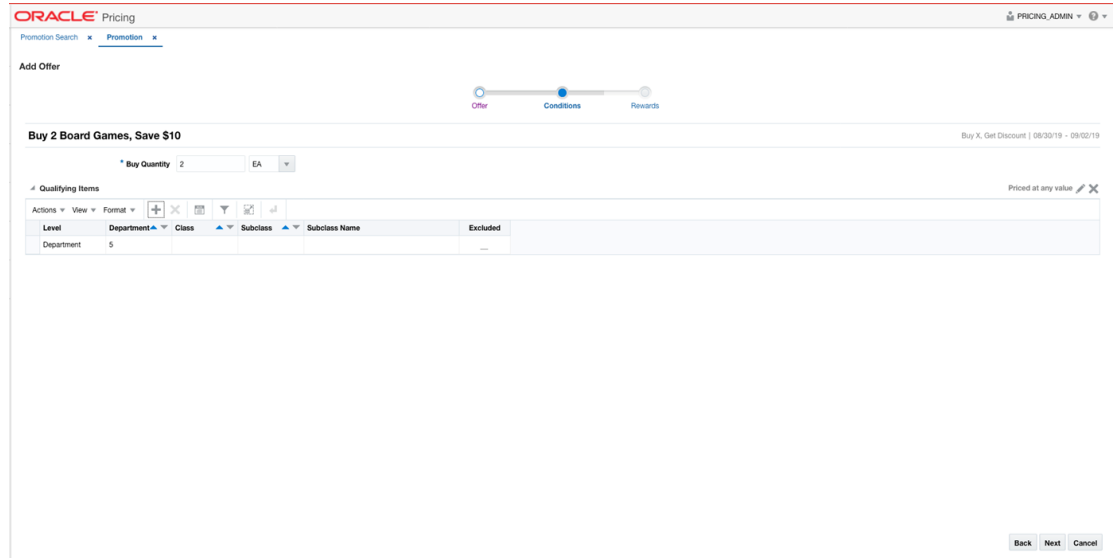 ORACLE® Pricing
PRICING_ADMIN
Promotion Search x Promotion x
Add Offer
Offer Conditions Rewards
Buy 2 Board Games, Save $10
Buy X, Get Discount | 08/30/19 - 09/02/19
* Buy Quantity 2 EA
Qualifying Items
Priced at any value
Actions View Format
Level Department Class Subclass Subclass Name Excluded
Department 5
Back Next Cancel